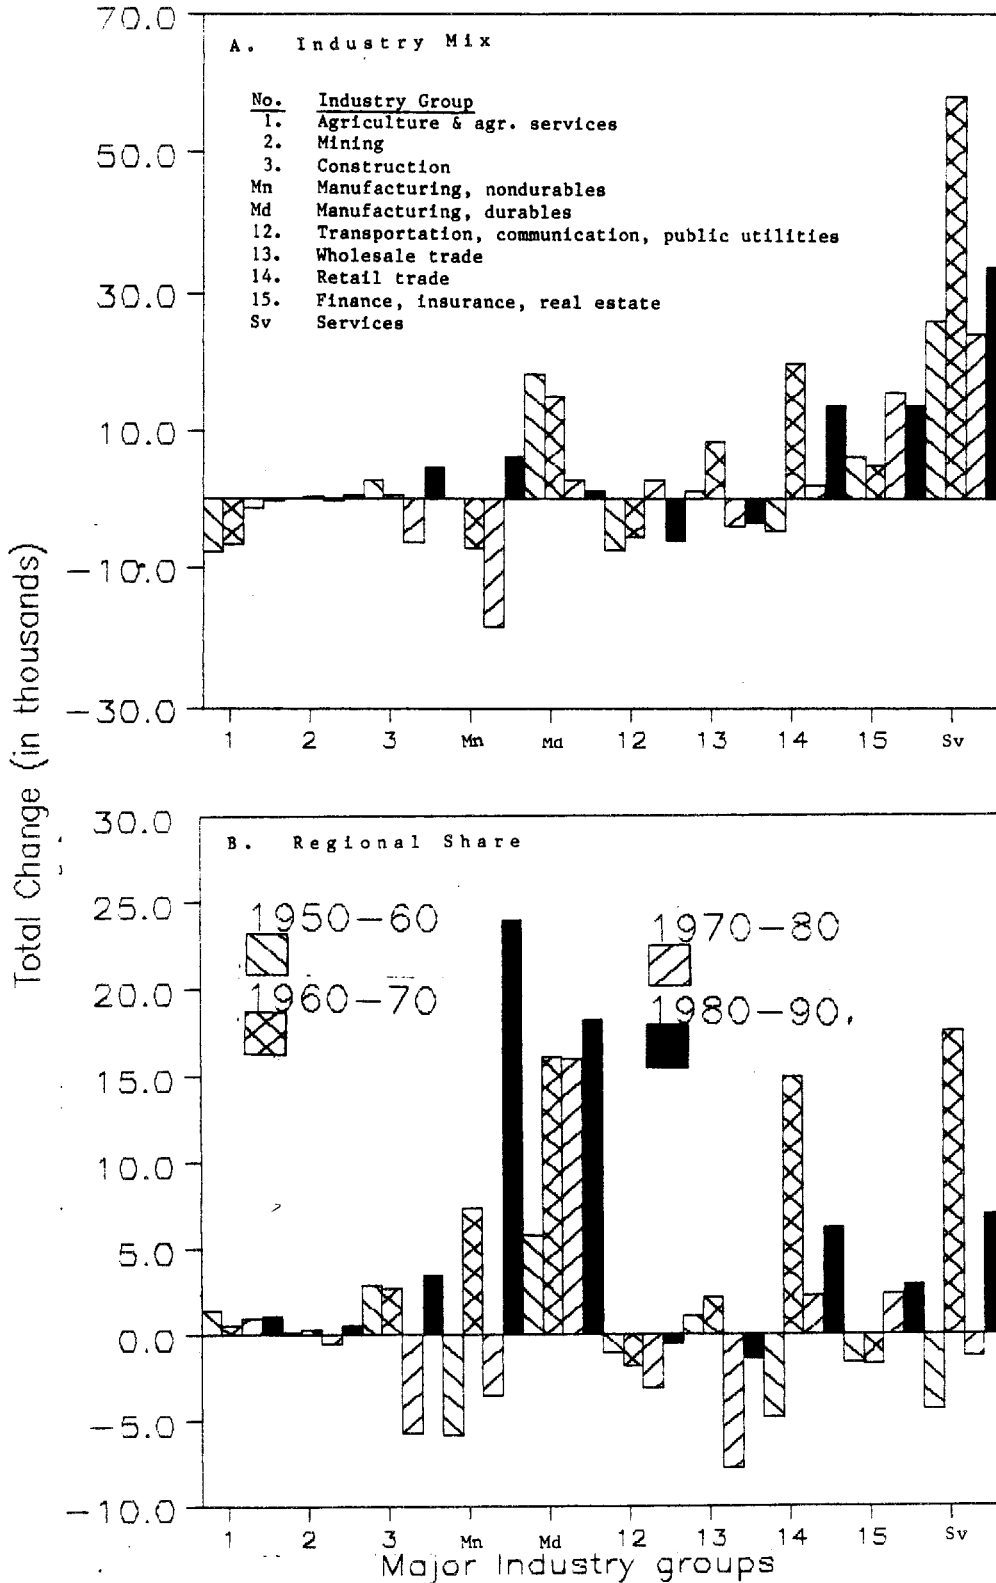 Total Change (in thousands)
70.0
50.0
30.0
10.0
−10.0
−30.0
A. Industry Mix
No. Industry Group
1. Agriculture & agr. services
2. Mining
3. Construction
Mn Manufacturing, nondurables
Md Manufacturing, durables
12. Transportation, communication, public utilities
13. Wholesale trade
14. Retail trade
15. Finance, insurance, real estate
Sv Services
1 2 3 Mn Md 12 13 14 15 Sv
30.0
25.0
20.0
15.0
10.0
5.0
0.0
−5.0
−10.0
B. Regional Share
1950−60
1960−70
1970−80
1980−90
1 2 3 Mn Md 12 13 14 15 Sv
Major Industry groups